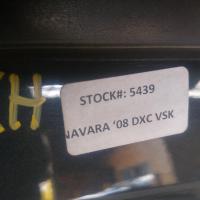 STOCK#: 5439
NAVARA '08 DXC VSK
H